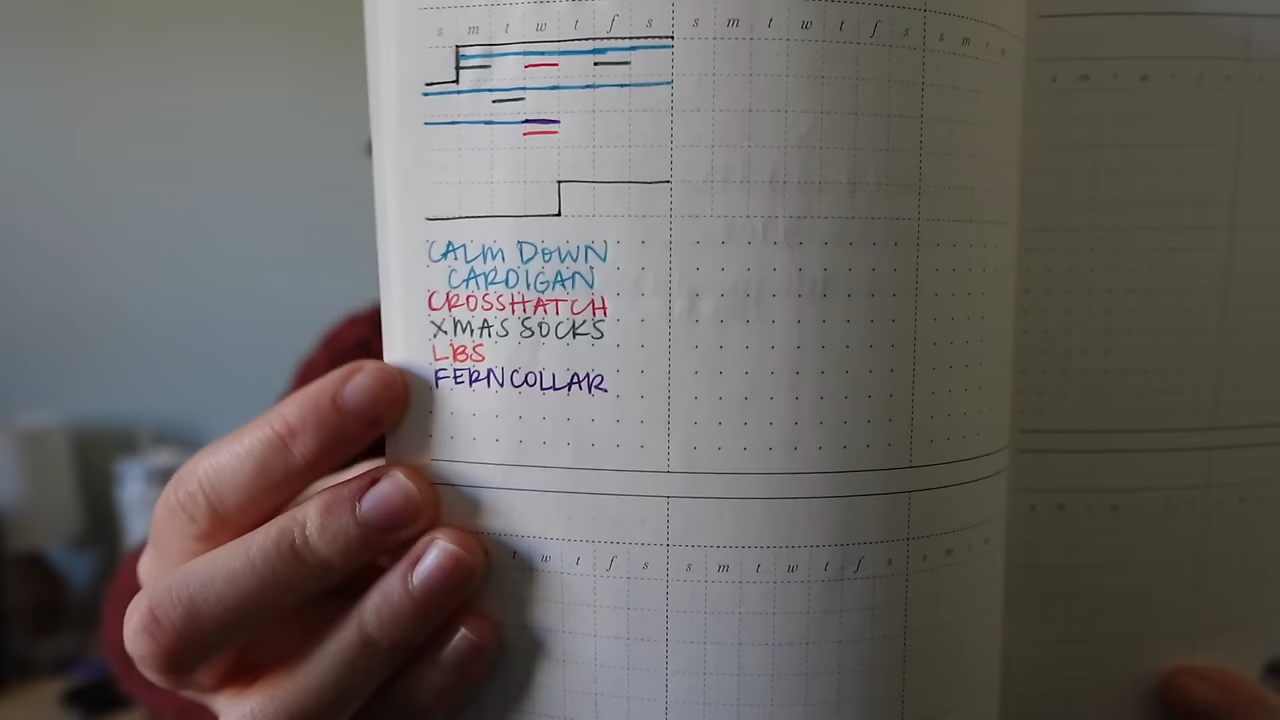 s m t w t f s s m t w t f s s m t w
s m t w t f s
CALM DOWN
CARDIGAN
CROSSHATCH
XMAS SOCKS
LBS
FERN COLLAR
t w t f s s m t w t f s s m t